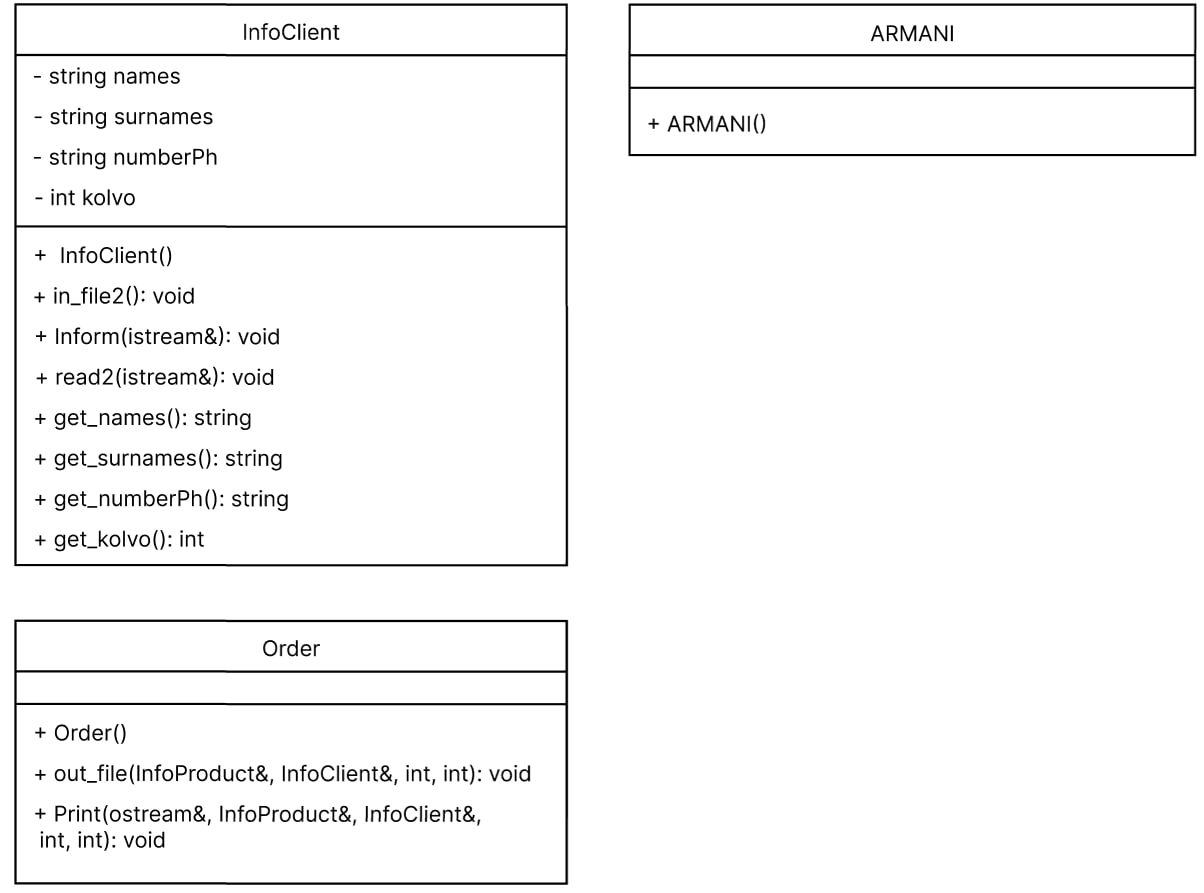 InfoClient
- string names
- string surnames
- string numberPh
- int kolvo
+ InfoClient()
+ in_file2(): void
+ Inform(istream&): void
+ read2(istream&): void
+ get_names(): string
+ get_surnames(): string
+ get_numberPh(): string
+ get_kolvo(): int
ARMANI
+ ARMANI()
Order
+ Order()
+ out_file(InfoProduct&, InfoClient&, int, int): void
+ Print(ostream&, InfoProduct&, InfoClient&,
int, int): void